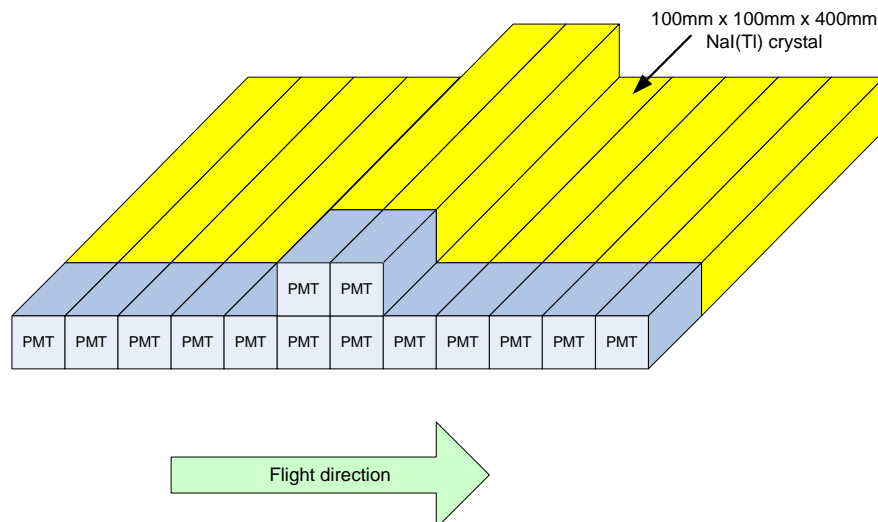 100mm x 100mm x 400mm
NaI(Tl) crystal
PMT PMT
PMT PMT PMT PMT PMT PMT PMT PMT PMT PMT PMT PMT
Flight direction